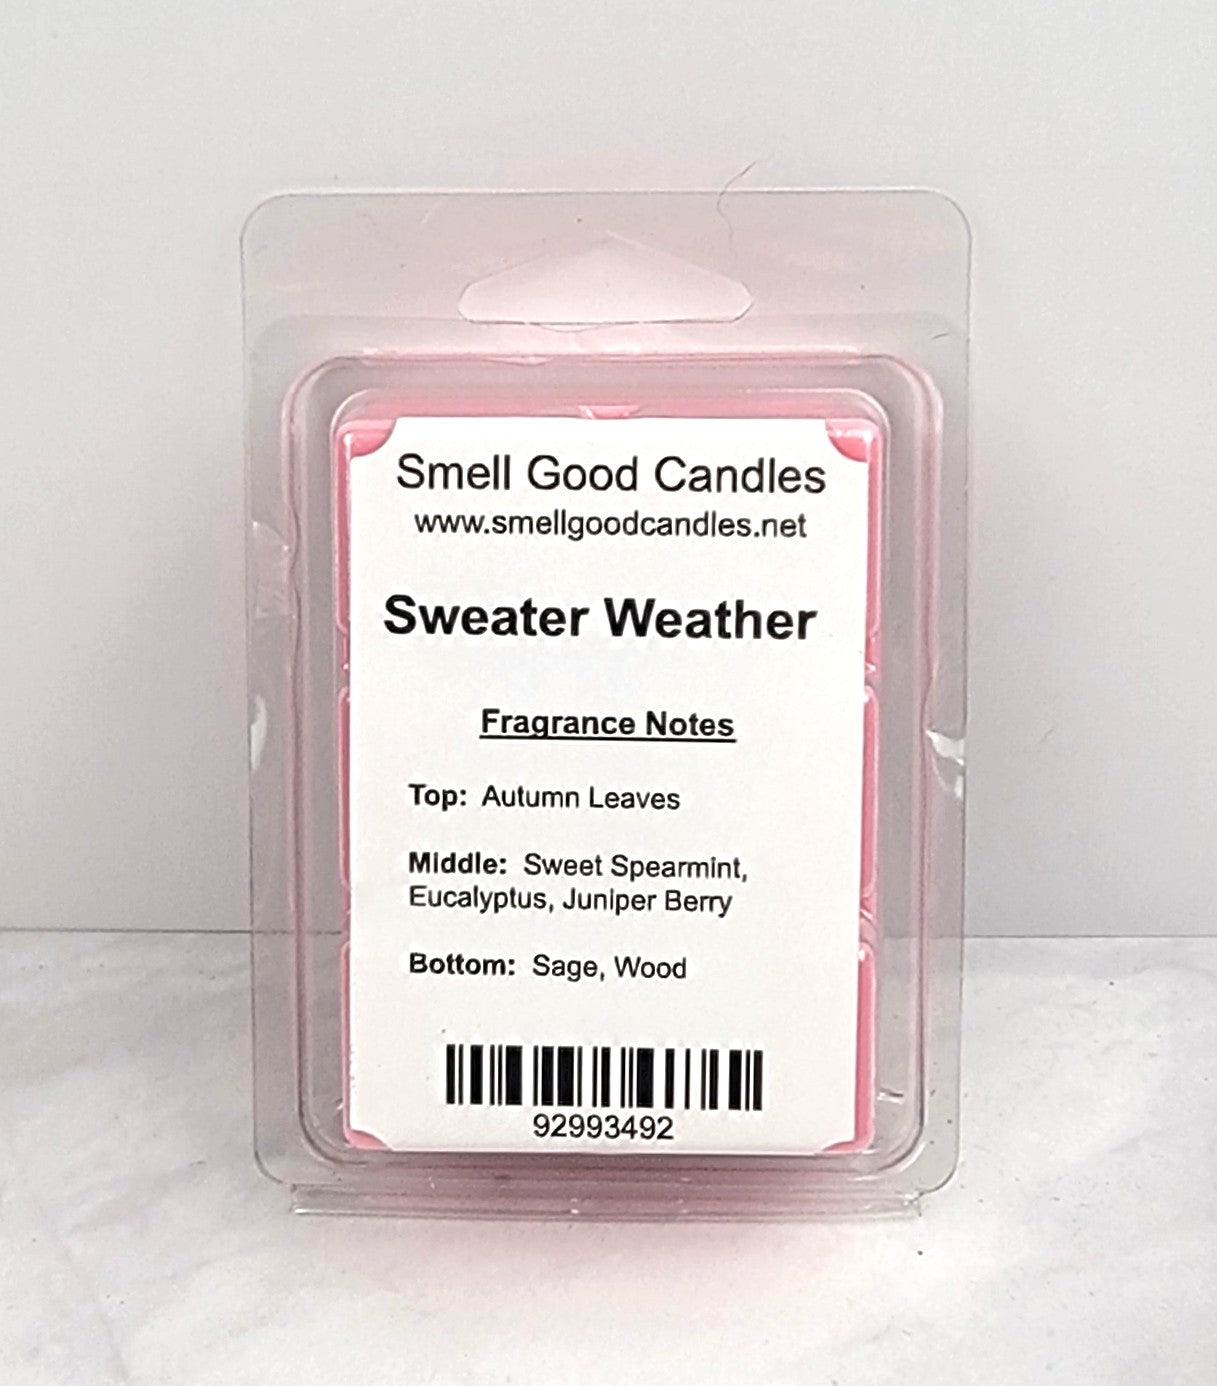 Smell Good Candles
www.smellgoodcandles.net
Sweater Weather
Fragrance Notes
Top: Autumn Leaves
Middle: Sweet Spearmint,
Eucalyptus, Juniper Berry
Bottom: Sage, Wood
92993492